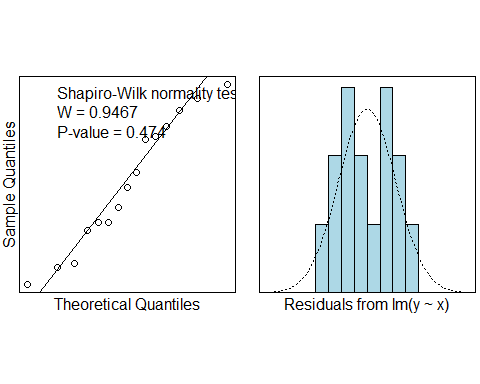 Shapiro-Wilk normality tes
W = 0.9467
P-value = 0.474
Sample Quantiles
Theoretical Quantiles
Residuals from lm(y ~ x)